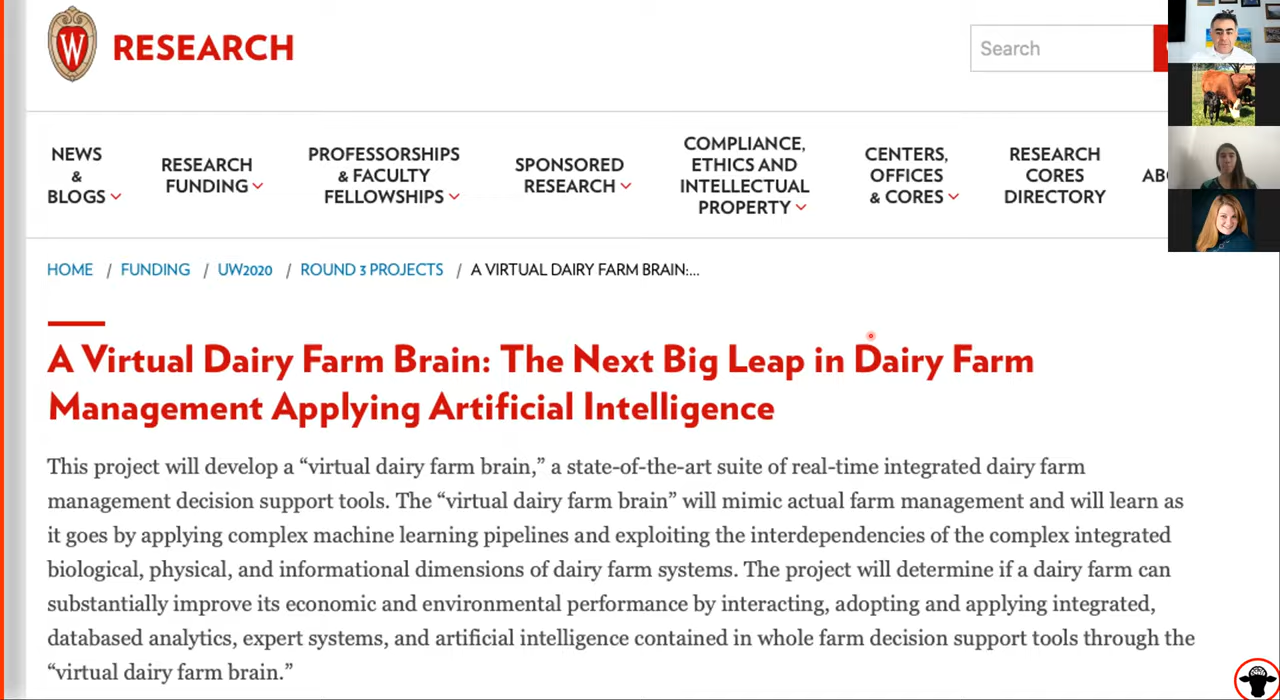 W RESEARCH
Search
NEWS
&
BLOGS
RESEARCH
FUNDING
PROFESSORSHIPS
& FACULTY
FELLOWSHIPS
SPONSORED
RESEARCH
COMPLIANCE,
ETHICS AND
INTELLECTUAL
PROPERTY
CENTERS,
OFFICES
& CORES
RESEARCH
CORES
DIRECTORY
HOME / FUNDING / UW2020 / ROUND 3 PROJECTS / A VIRTUAL DAIRY FARM BRAIN:...
A Virtual Dairy Farm Brain: The Next Big Leap in Dairy Farm
Management Applying Artificial Intelligence
This project will develop a “virtual dairy farm brain,” a state-of-the-art suite of real-time integrated dairy farm
management decision support tools. The “virtual dairy farm brain” will mimic actual farm management and will learn as
it goes by applying complex machine learning pipelines and exploiting the interdependencies of the complex integrated
biological, physical, and informational dimensions of dairy farm systems. The project will determine if a dairy farm can
substantially improve its economic and environmental performance by interacting, adopting and applying integrated,
databased analytics, expert systems, and artificial intelligence contained in whole farm decision support tools through the
“virtual dairy farm brain.”